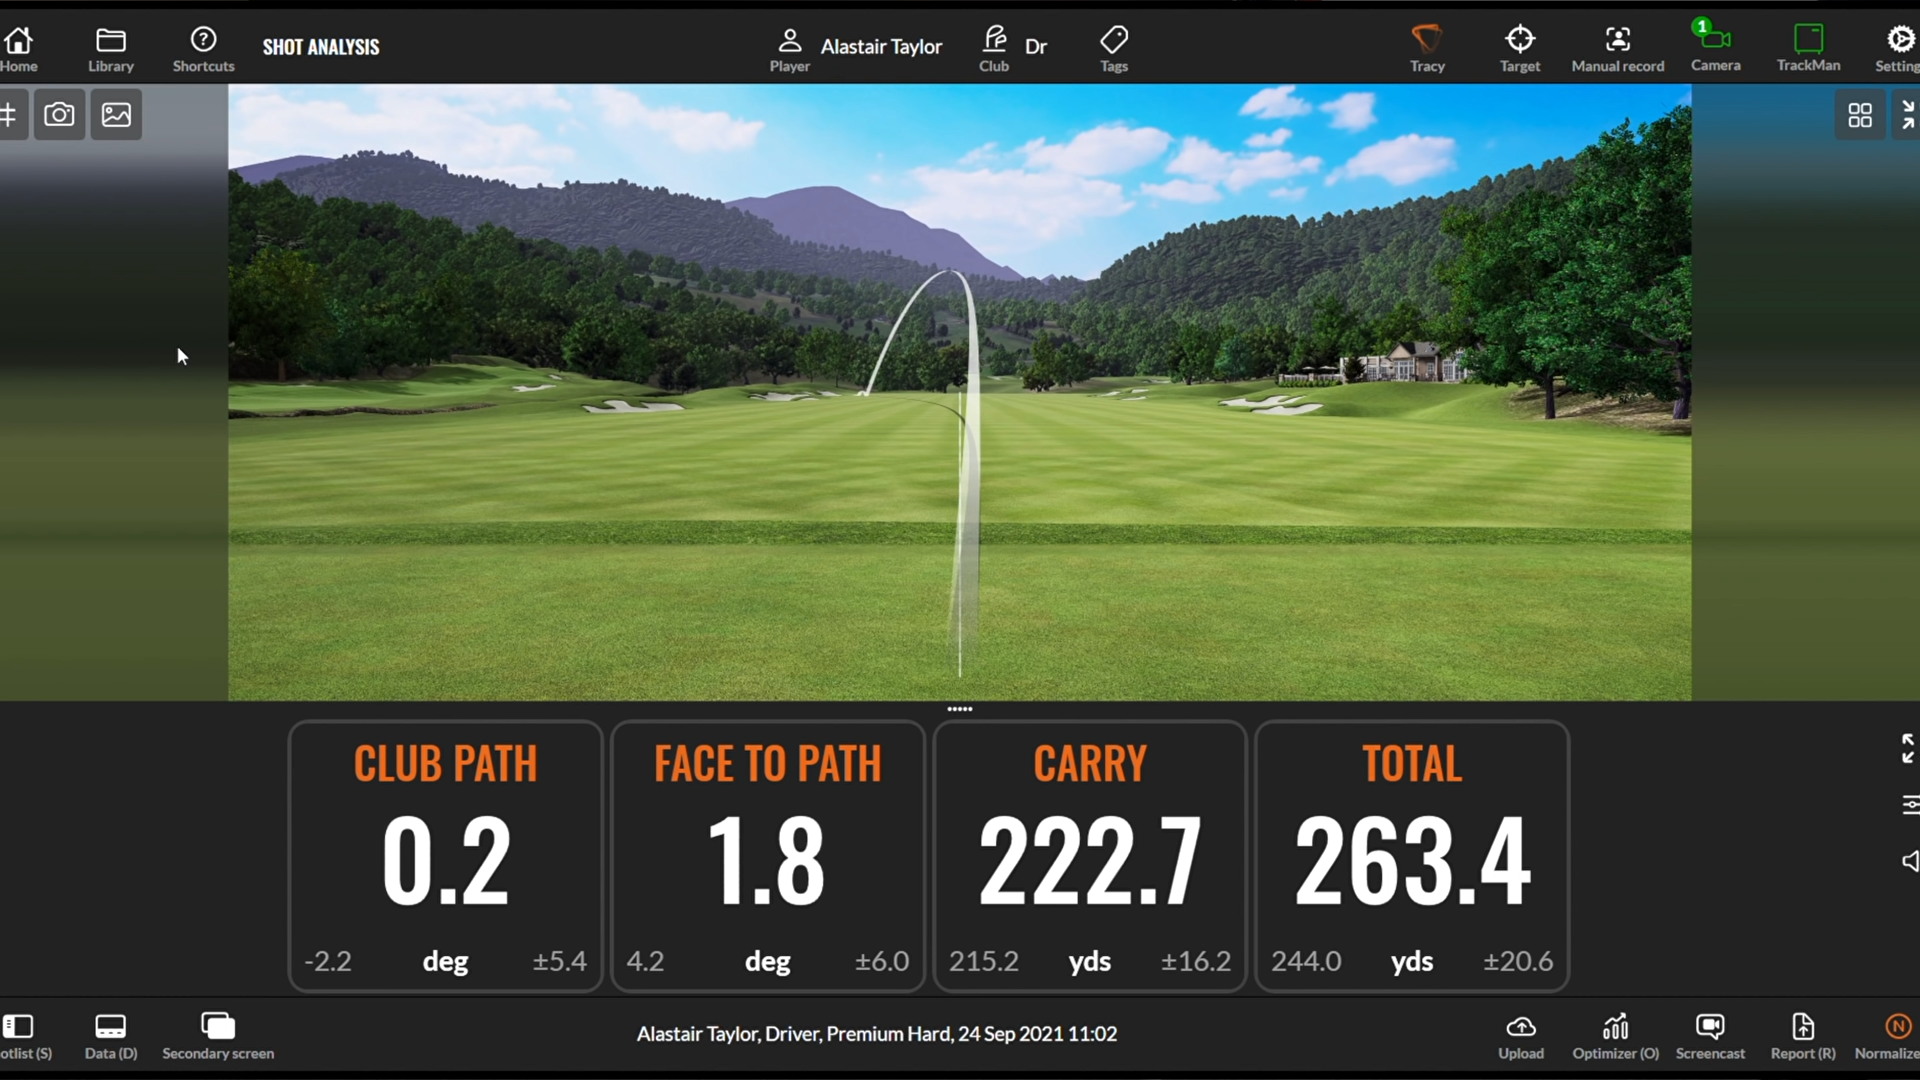 SHOT ANALYSIS
Alastair Taylor
Dr
1
Home
Library
Shortcuts
Player
Club
Tags
Tracy
Target
Manual record
Camera
TrackMan
Setting
CLUB PATH
0.2
-2.2 deg ±5.4
FACE TO PATH
1.8
4.2 deg ±6.0
CARRY
222.7
215.2 yds ±16.2
TOTAL
263.4
244.0 yds ±20.6
otlist (S)
Data (D)
Secondary screen
Alastair Taylor, Driver, Premium Hard, 24 Sep 2021 11:02
Upload
Optimizer (O)
Screencast
Report (R)
N
Normalize